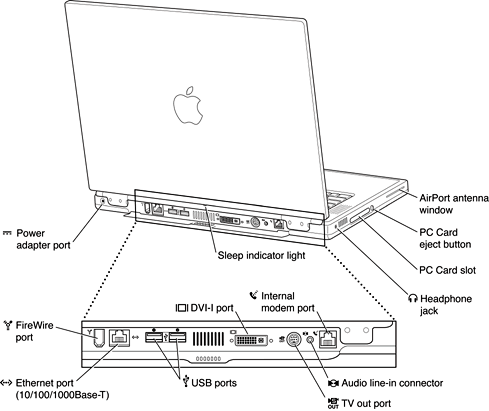 AirPort antenna
window
Power
adapter port
PC Card
eject button
Sleep indicator light
PC Card slot
DVI-I port
Internal
modem port
Headphone
jack
FireWire
port
Ethernet port
(10/100/1000Base-T)
USB ports
Audio line-in connector
OUT
TV out port